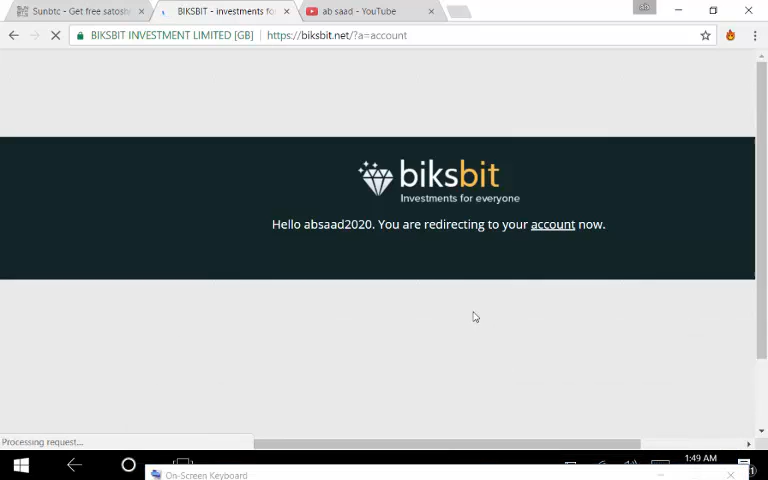 Sunbtc - Get free satoshi
BIKSBIT - investments fo
ab saad - YouTube
ab
BIKSBIT INVESTMENT LIMITED [GB]
https://biksbit.net/?a=account
biksbit
Investments for everyone
Hello absaad2020. You are redirecting to your account now.
Processing request...
1:49 AM
On-Screen Keyboard